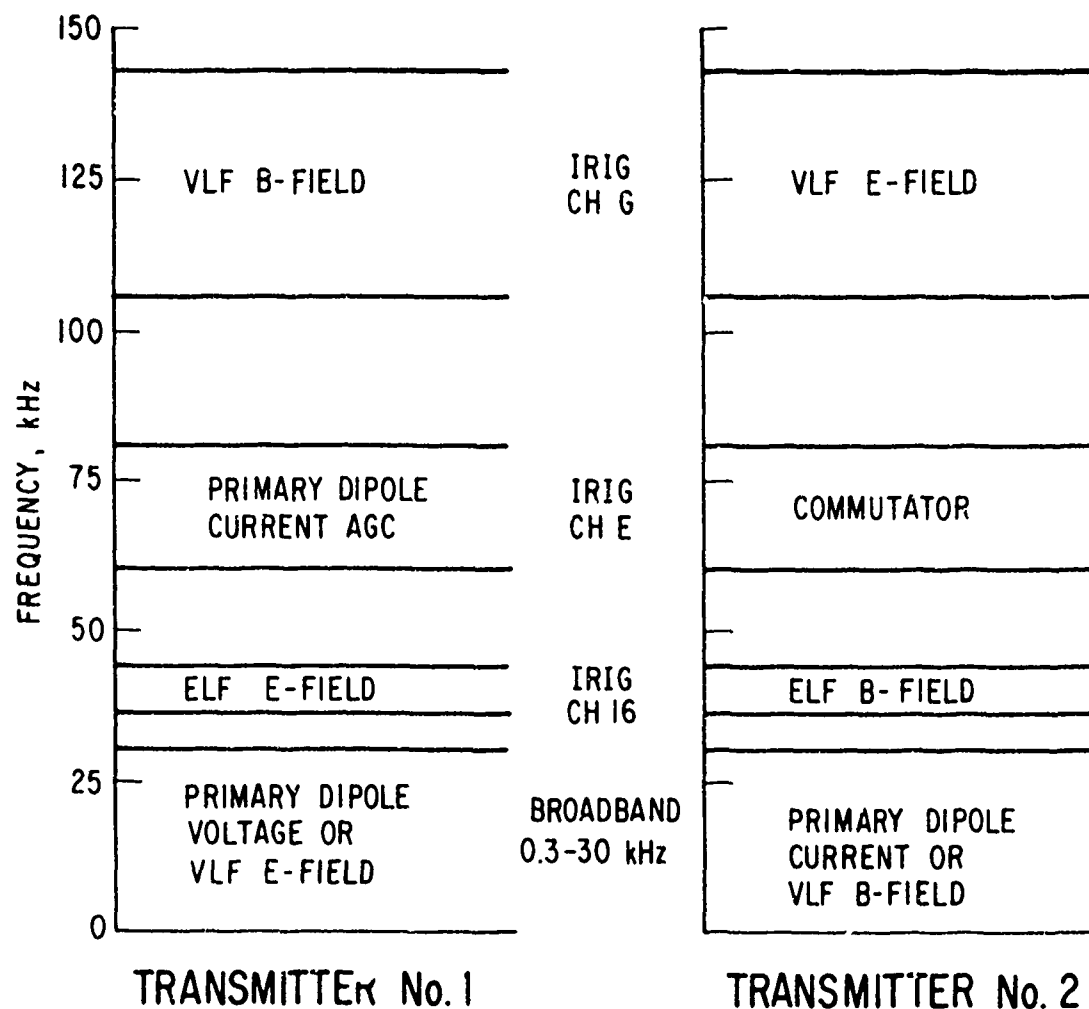 FREQUENCY, kHz
150
125
100
75
50
25
0
VLF B-FIELD
PRIMARY DIPOLE
CURRENT AGC
ELF E-FIELD
PRIMARY DIPOLE
VOLTAGE OR
VLF E-FIELD
TRANSMITTER No. 1
IRIG
CH G
IRIG
CH E
IRIG
CH 16
BROADBAND
0.3-30 kHz
VLF E-FIELD
COMMUTATOR
ELF B-FIELD
PRIMARY DIPOLE
CURRENT OR
VLF B-FIELD
TRANSMITTER No. 2